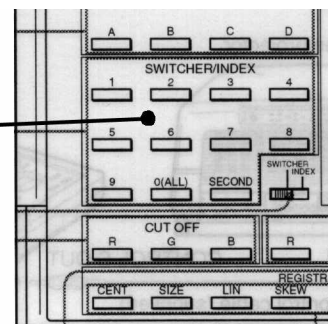 A B C D
SWITCHER/INDEX
1 2 3 4
5 6 7 8
SWITCHER
INDEX
9 0(ALL) SECOND
CUT OFF
R G B R
REGISTR
CENT SIZE LIN SKEW